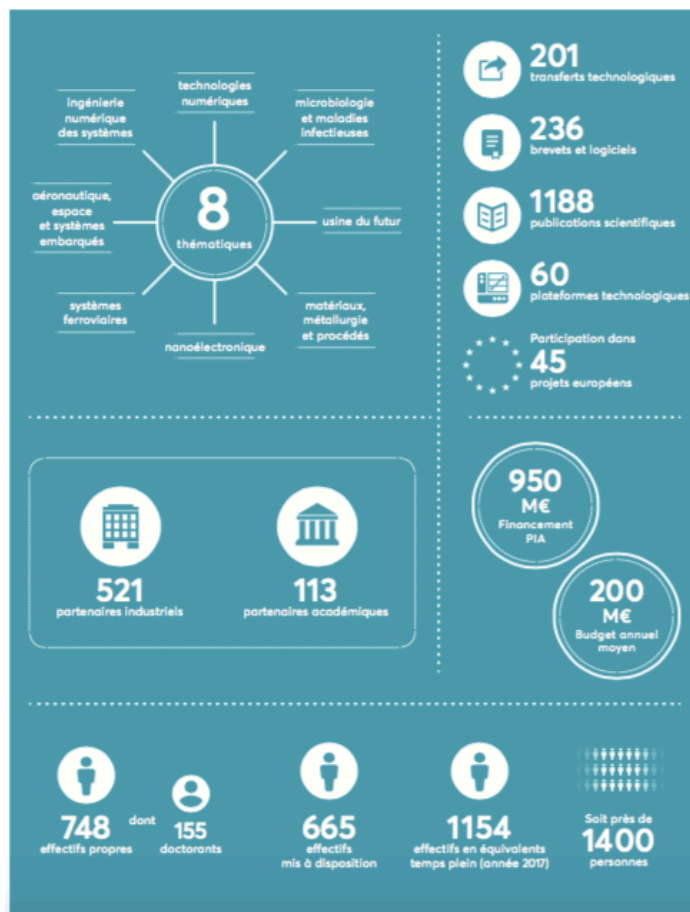 technologies
numériques
ingénierie
numérique
des systèmes
microbiologie
et maladies
infectieuses
aéronautique,
espace
et systèmes
embarqués
8
thématiques
usine du futur
systèmes
ferroviaires
nanoélectronique
matériaux,
métallurgie
et procédés
201
transferts technologiques
236
brevets et logiciels
1188
publications scientifiques
60
plateformes technologiques
Participation dans
45
projets européens
521
partenaires industriels
113
partenaires académiques
950
M€
Financement
PIA
200
M€
Budget annuel
moyen
748
effectifs propres
dont
155
doctorants
665
effectifs
mis à disposition
1154
effectifs en équivalents
temps plein (année 2017)
Soit près de
1400
personnes